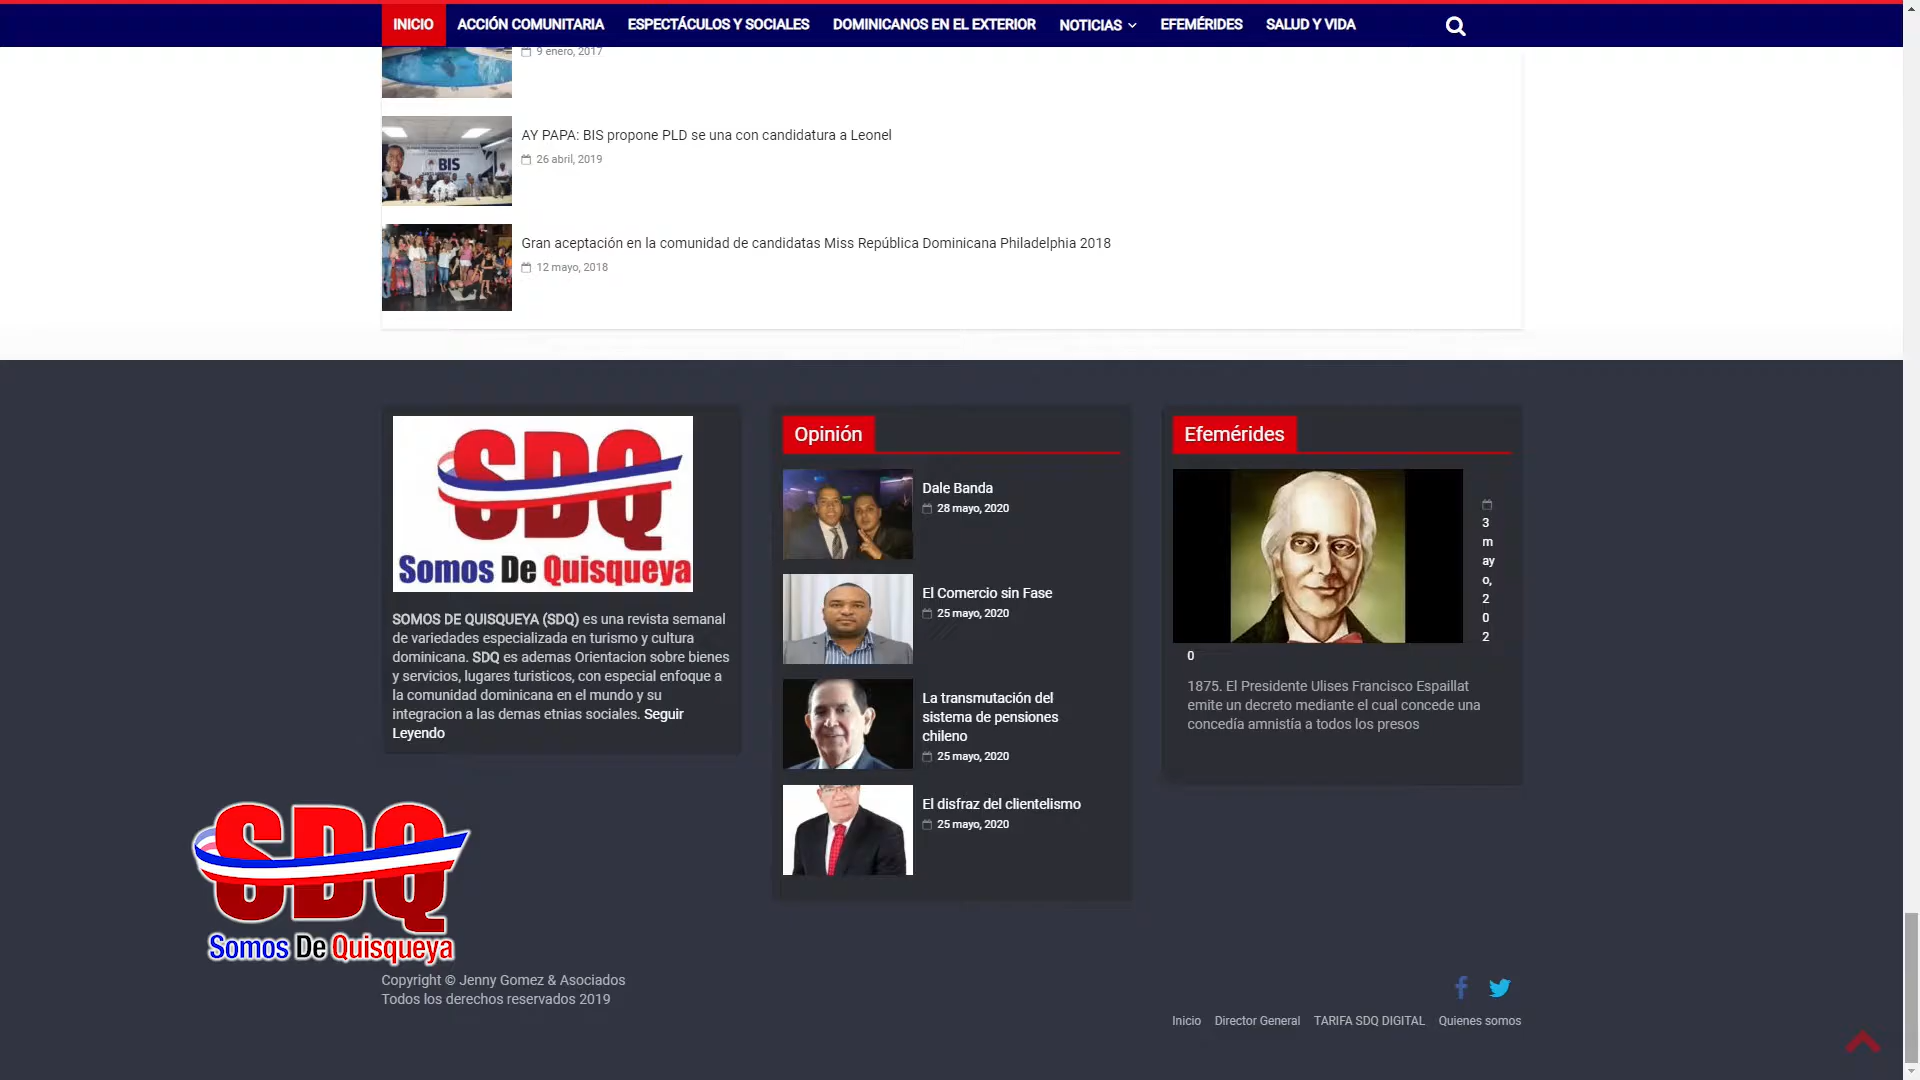 INICIO ACCIÓN COMUNITARIA ESPECTÁCULOS Y SOCIALES DOMINICANOS EN EL EXTERIOR NOTICIAS EFEMÉRIDES SALUD Y VIDA
9 enero, 2017
AY PAPA: BIS propone PLD se una con candidatura a Leonel
26 abril, 2019
BIS
Gran aceptación en la comunidad de candidatas Miss República Dominicana Philadelphia 2018
12 mayo, 2018
SDQ
Somos De Quisqueya
SOMOS DE QUISQUEYA (SDQ) es una revista semanal
de variedades especializada en turismo y cultura
dominicana. SDQ es ademas Orientacion sobre bienes
y servicios, lugares turisticos, con especial enfoque a
la comunidad dominicana en el mundo y su
integracion a las demas etnias sociales. Seguir
Leyendo
Opinión
Dale Banda
28 mayo, 2020
El Comercio sin Fase
25 mayo, 2020
La transmutación del
sistema de pensiones
chileno
25 mayo, 2020
El disfraz del clientelismo
25 mayo, 2020
Efemérides
3
m
ay
o,
2
0
2
0
1875. El Presidente Ulises Francisco Espaillat
emite un decreto mediante el cual concede una
concedía amnistía a todos los presos
SDQ
Somos De Quisqueya
Copyright © Jenny Gomez & Asociados
Todos los derechos reservados 2019
Inicio Director General TARIFA SDQ DIGITAL Quienes somos